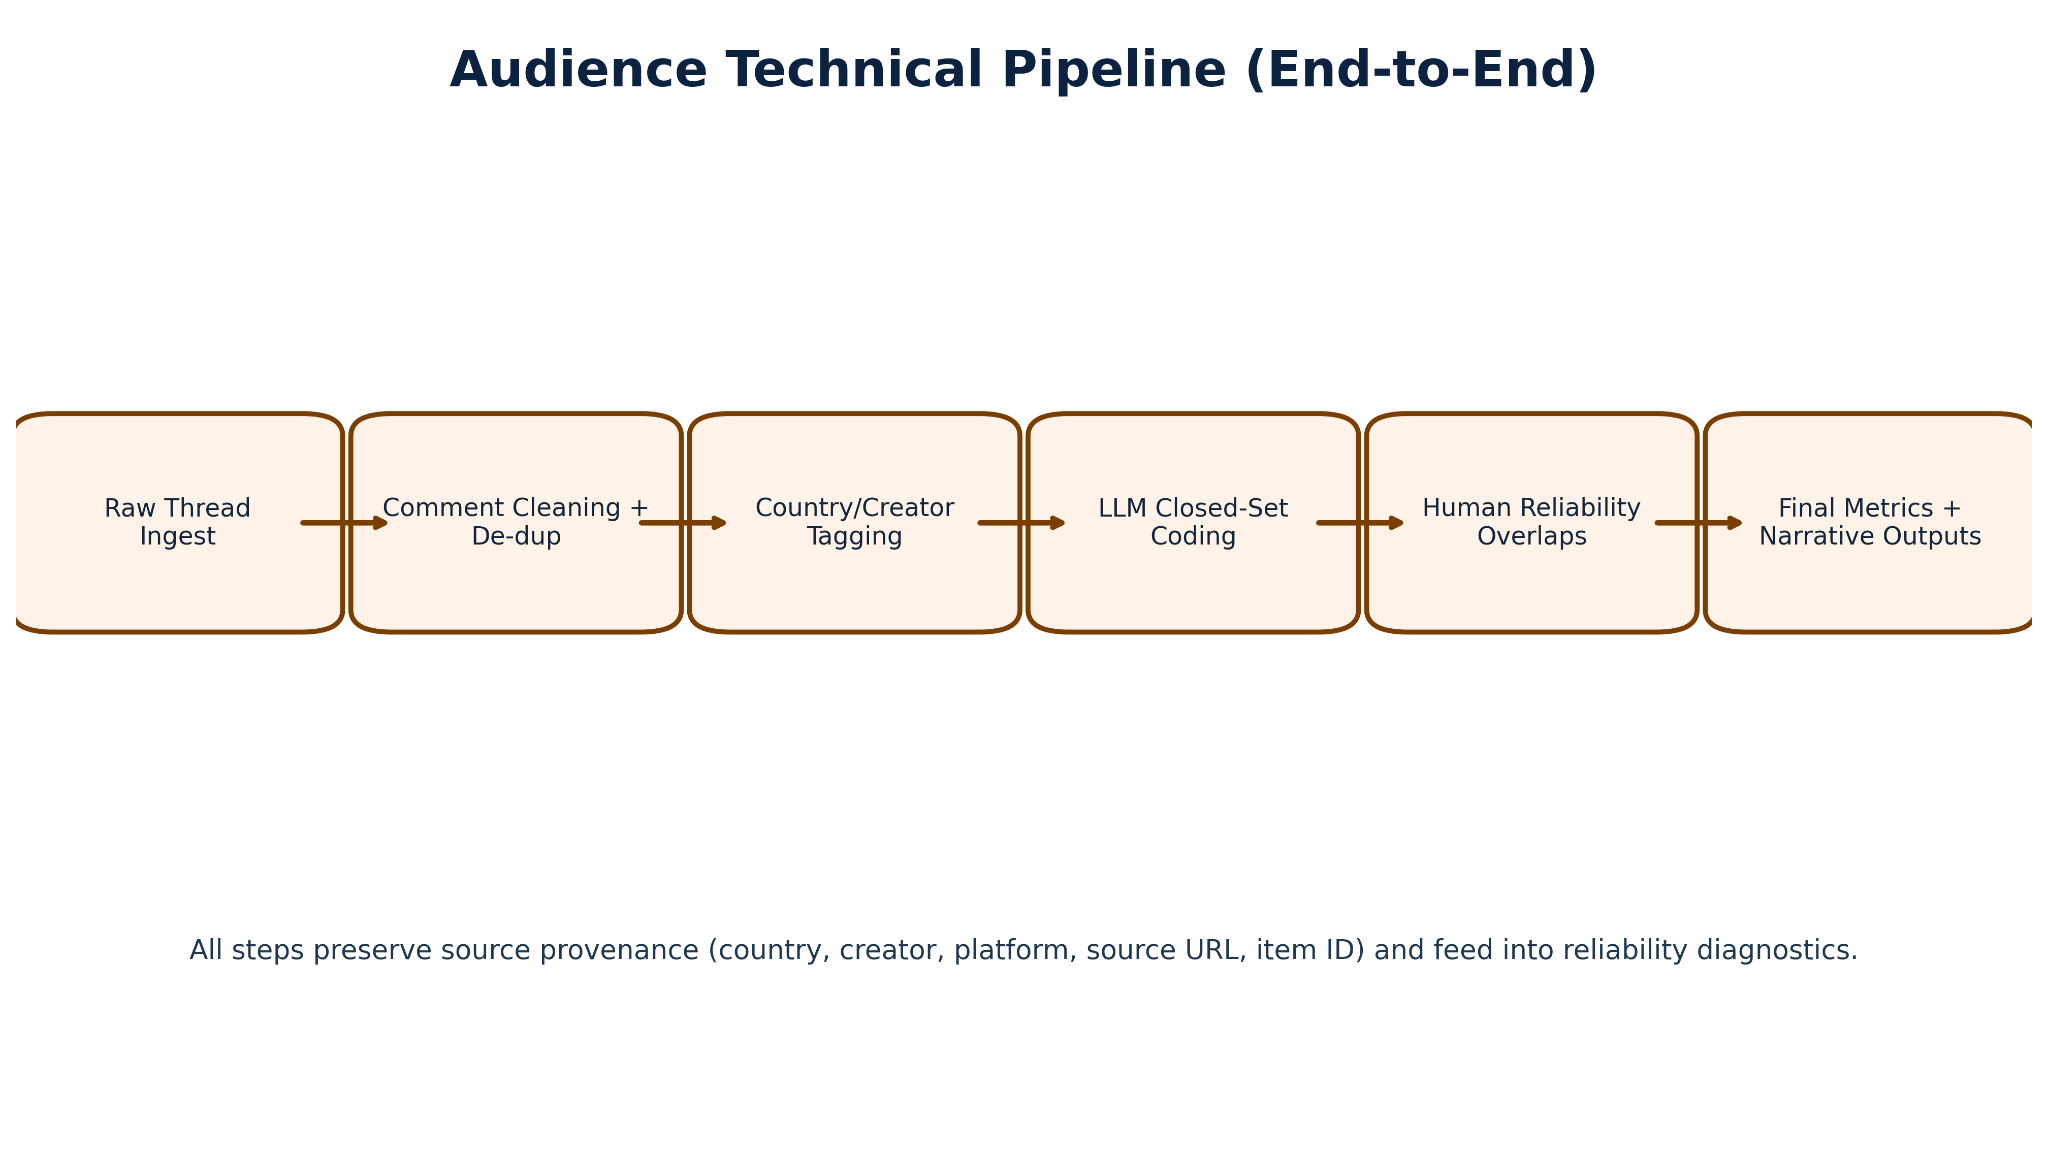 Audience Technical Pipeline (End-to-End)
Raw Thread
Ingest
Comment Cleaning +
De-dup
Country/Creator
Tagging
LLM Closed-Set
Coding
Human Reliability
Overlaps
Final Metrics +
Narrative Outputs
All steps preserve source provenance (country, creator, platform, source URL, item ID) and feed into reliability diagnostics.